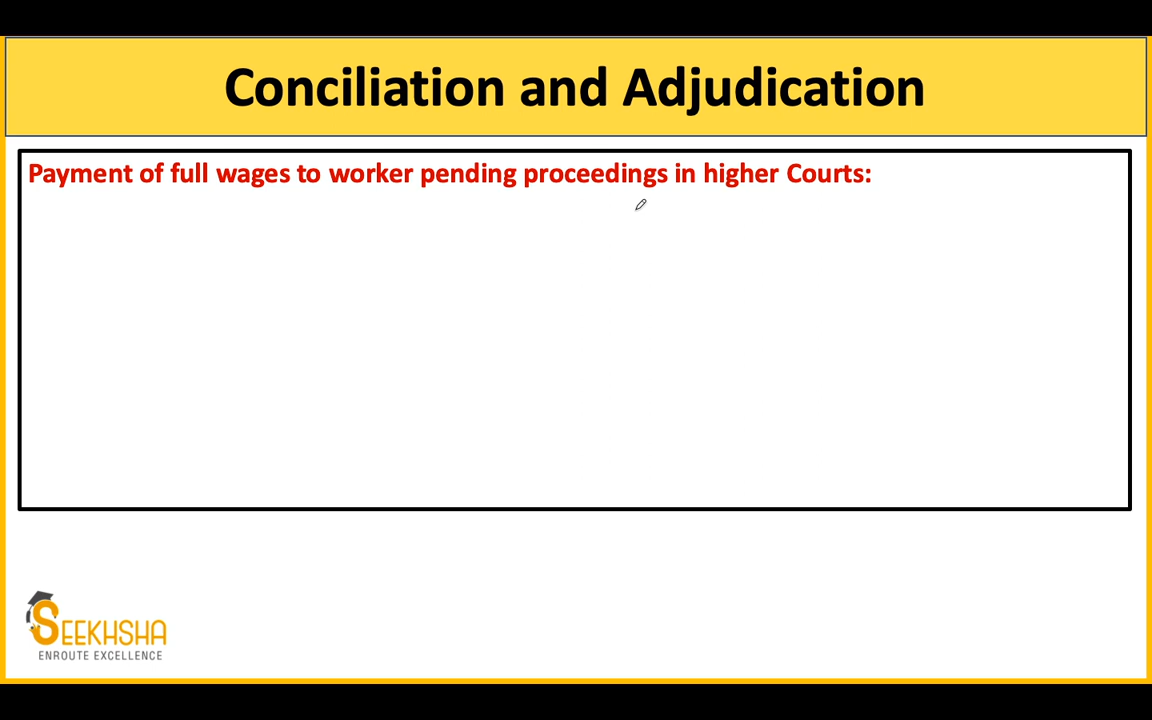 Conciliation and Adjudication
Payment of full wages to worker pending proceedings in higher Courts:
SEEKHSHA
ENROUTE EXCELLENCE